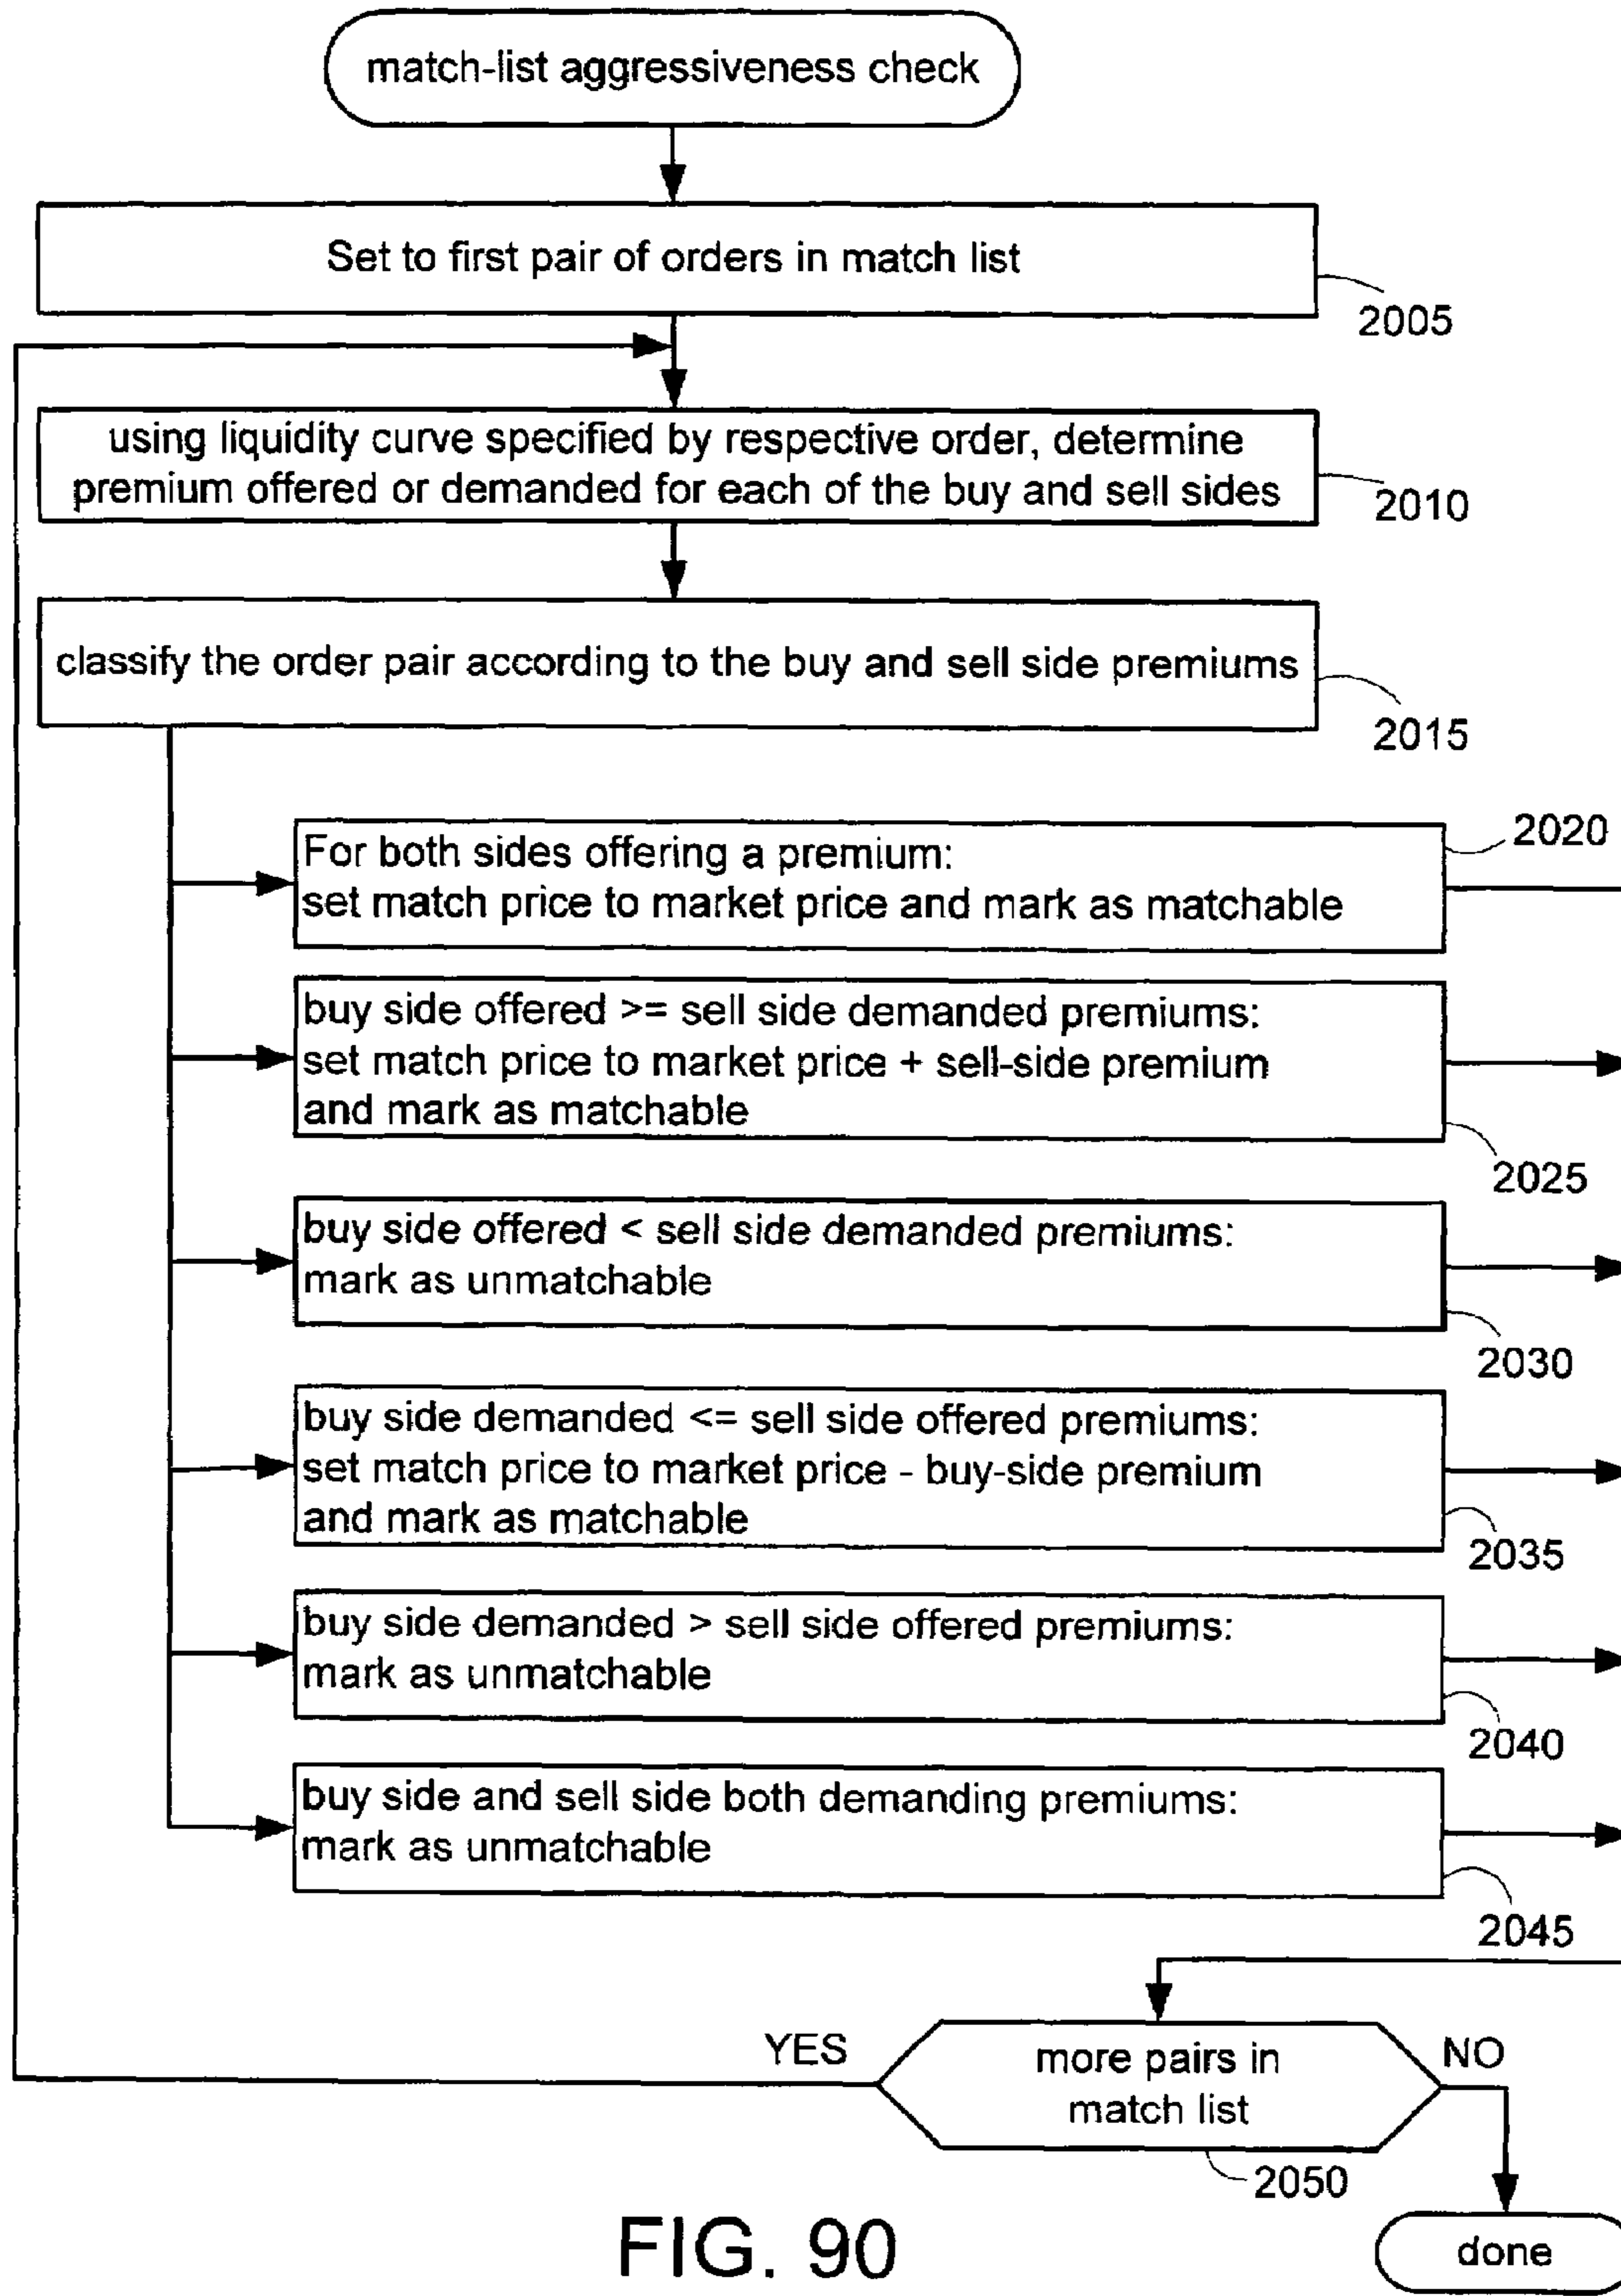 match-list aggressiveness check
Set to first pair of orders in match list
2005
using liquidity curve specified by respective order, determine
premium offered or demanded for each of the buy and sell sides
2010
classify the order pair according to the buy and sell side premiums
2015
For both sides offering a premium:
set match price to market price and mark as matchable
2020
buy side offered >= sell side demanded premiums:
set match price to market price + sell-side premium
and mark as matchable
2025
buy side offered < sell side demanded premiums:
mark as unmatchable
2030
buy side demanded <= sell side offered premiums:
set match price to market price - buy-side premium
and mark as matchable
2035
buy side demanded > sell side offered premiums:
mark as unmatchable
2040
buy side and sell side both demanding premiums:
mark as unmatchable
2045
YES
more pairs in
match list
NO
2050
done
FIG. 90